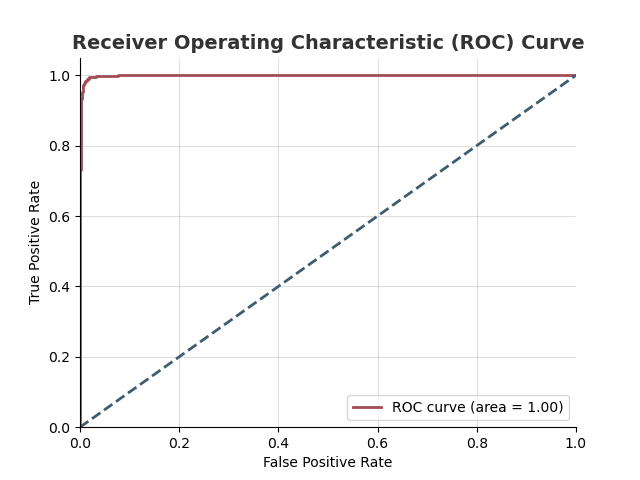 Receiver Operating Characteristic (ROC) Curve
1.0
0.8
0.6
0.4
0.2
0.0
True Positive Rate
ROC curve (area = 1.00)
0.0 0.2 0.4 0.6 0.8 1.0
False Positive Rate